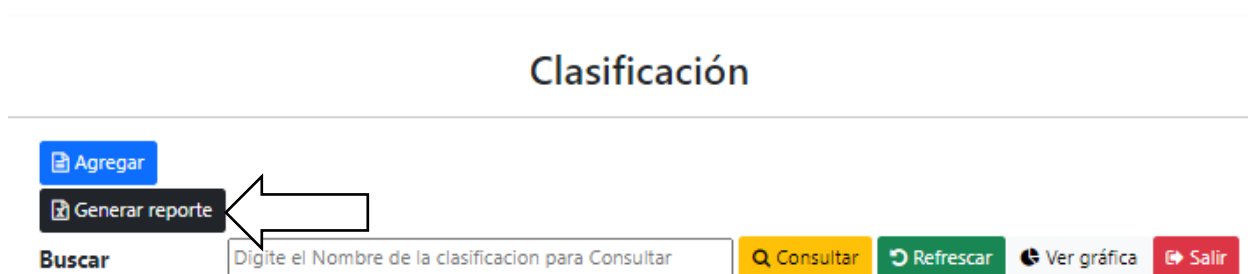 Clasificación
Agregar
Generar reporte
Buscar Digite el Nombre de la clasificacion para Consultar Consultar Refrescar Ver gráfica Salir